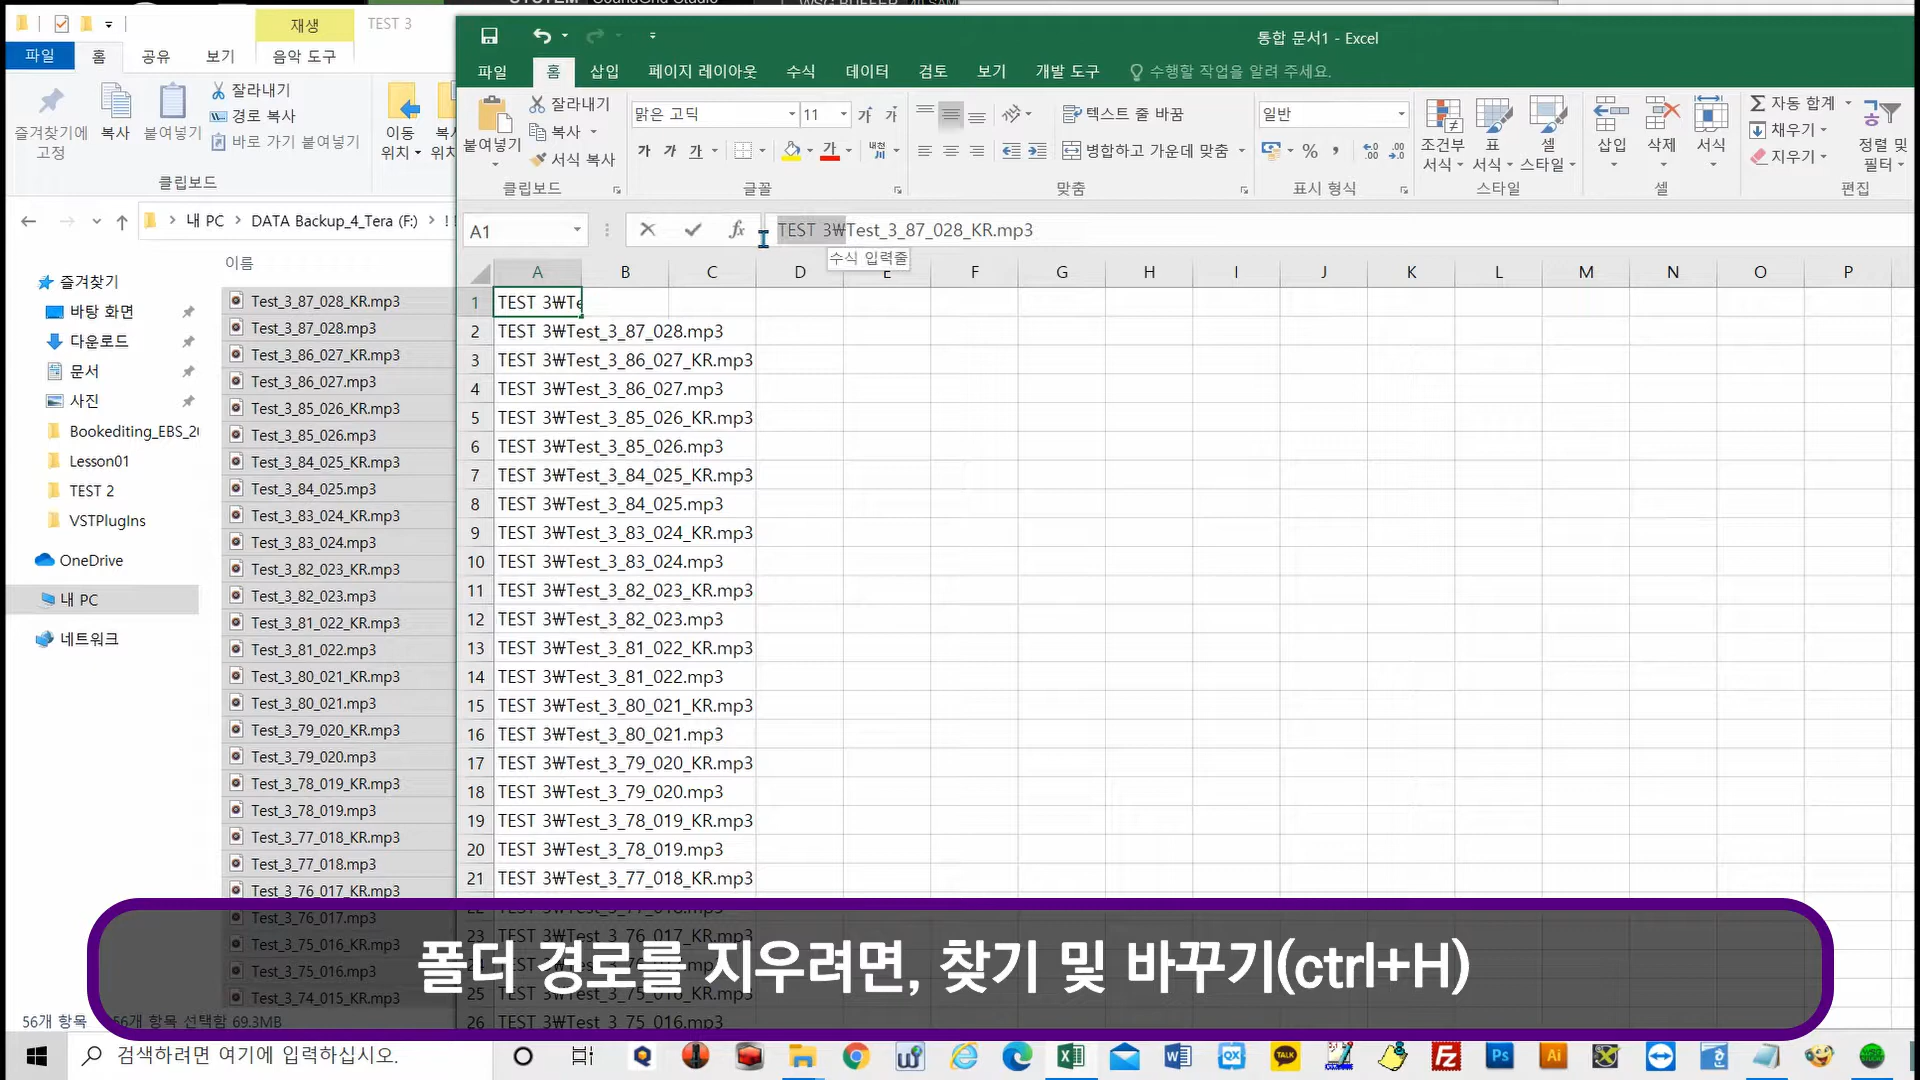 재생
TEST 3
파일
홈
공유
보기
음악 도구
즐겨찾기에 고정
복사
붙여넣기
잘라내기
경로 복사
바로 가기 붙여넣기
이동 위치
클립보드
내 PC
DATA Backup_4_Tera (F:)
이름
즐겨찾기
바탕 화면
다운로드
문서
사진
Lesson01
TEST 2
VSTPlugIns
OneDrive
내 PC
네트워크
Test_3_87_028_KR.mp3
Test_3_87_028.mp3
Test_3_86_027_KR.mp3
Test_3_86_027.mp3
Test_3_85_026_KR.mp3
Test_3_85_026.mp3
Test_3_84_025_KR.mp3
Test_3_84_025.mp3
Test_3_83_024_KR.mp3
Test_3_83_024.mp3
Test_3_82_023_KR.mp3
Test_3_82_023.mp3
Test_3_81_022_KR.mp3
Test_3_81_022.mp3
Test_3_80_021_KR.mp3
Test_3_80_021.mp3
Test_3_79_020_KR.mp3
Test_3_79_020.mp3
Test_3_78_019_KR.mp3
Test_3_78_019.mp3
Test_3_77_018_KR.mp3
Test_3_77_018.mp3
Test_3_76_017_KR.mp3
Test_3_76_017.mp3
Test_3_75_016_KR.mp3
Test_3_75_016.mp3
Test_3_74_015_KR.mp3
56개 항목
56개 항목 선택함 69.3MB
통합 문서1 - Excel
파일 홈 삽입 페이지 레이아웃 수식 데이터 검토 보기 개발 도구 수행할 작업을 알려 주세요.
붙여넣기
잘라내기
복사
서식 복사
클립보드
맑은 고딕
11
가 가 가
글꼴
텍스트 줄 바꿈
병합하고 가운데 맞춤
맞춤
일반
표시 형식
조건부 서식
표 서식
셀 스타일
스타일
삽입
삭제
서식
셀
자동 합계
채우기
지우기
정렬 및 필터
편집
A1
TEST 3₩Test_3_87_028_KR.mp3
수식 입력줄
A B C D E F G H I J K L M N O P
1 TEST 3₩Te
2 TEST 3₩Test_3_87_028.mp3
3 TEST 3₩Test_3_86_027_KR.mp3
4 TEST 3₩Test_3_86_027.mp3
5 TEST 3₩Test_3_85_026_KR.mp3
6 TEST 3₩Test_3_85_026.mp3
7 TEST 3₩Test_3_84_025_KR.mp3
8 TEST 3₩Test_3_84_025.mp3
9 TEST 3₩Test_3_83_024_KR.mp3
10 TEST 3₩Test_3_83_024.mp3
11 TEST 3₩Test_3_82_023_KR.mp3
12 TEST 3₩Test_3_82_023.mp3
13 TEST 3₩Test_3_81_022_KR.mp3
14 TEST 3₩Test_3_81_022.mp3
15 TEST 3₩Test_3_80_021_KR.mp3
16 TEST 3₩Test_3_80_021.mp3
17 TEST 3₩Test_3_79_020_KR.mp3
18 TEST 3₩Test_3_79_020.mp3
19 TEST 3₩Test_3_78_019_KR.mp3
20 TEST 3₩Test_3_78_019.mp3
21 TEST 3₩Test_3_77_018_KR.mp3
26 TEST 3₩Test_3_75_016.mp3
폴더 경로를 지우려면, 찾기 및 바꾸기(ctrl+H)
검색하려면 여기에 입력하십시오.